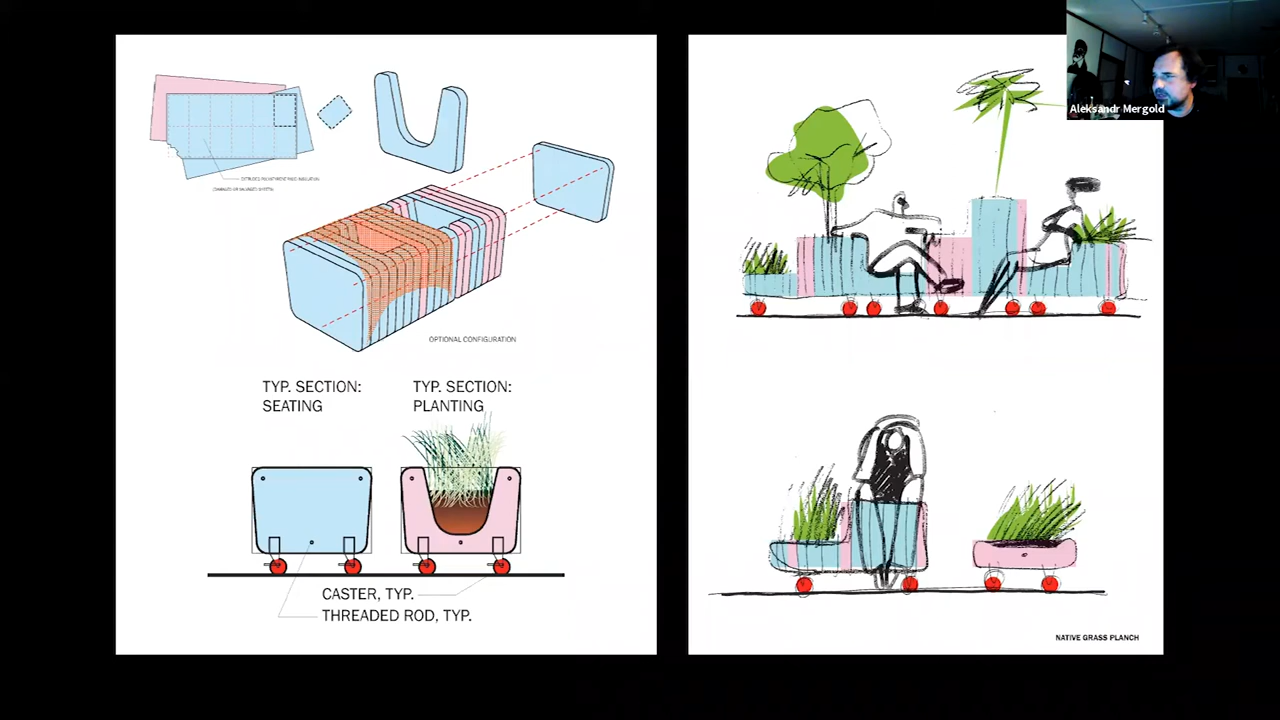 Aleksandr Mergold
OPTIONAL CONFIGURATION
TYP. SECTION:
SEATING
TYP. SECTION:
PLANTING
CASTER, TYP.
THREADED ROD, TYP.
NATIVE GRASS PLANCH